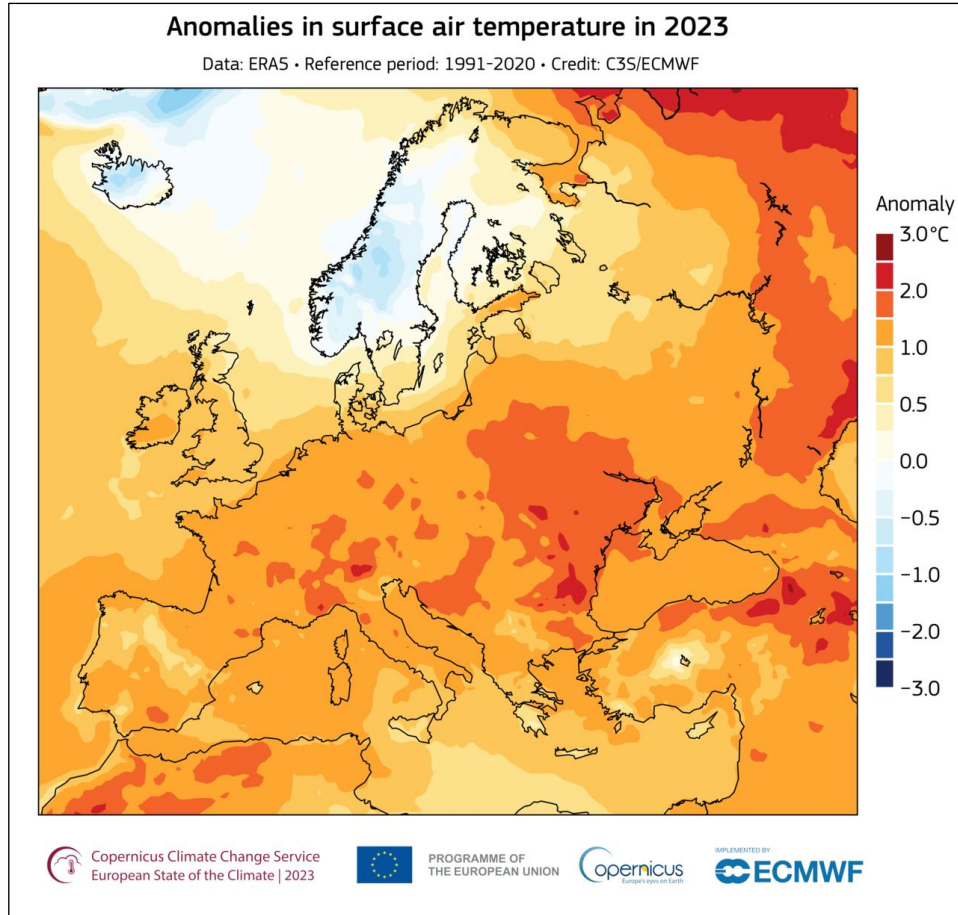 Anomalies in surface air temperature in 2023
Data: ERA5 • Reference period: 1991-2020 • Credit: C3S/ECMWF
Anomaly
3.0°C
2.0
1.0
0.5
0.0
−0.5
−1.0
−2.0
−3.0
Copernicus Climate Change Service
European State of the Climate | 2023
PROGRAMME OF
THE EUROPEAN UNION
opernicus
Europe's eyes on Earth
IMPLEMENTED BY
ECMWF